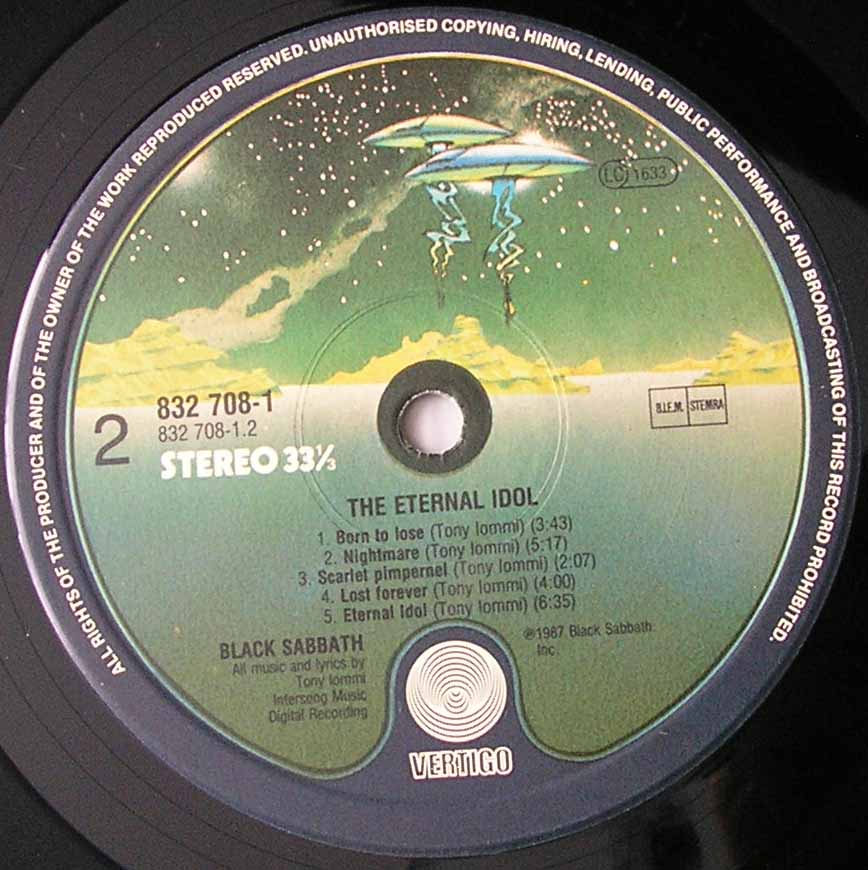 ALL RIGHTS OF THE PRODUCER AND OF THE OWNER OF THE WORK REPRODUCED RESERVED. UNAUTHORISED COPYING, HIRING, LENDING, PUBLIC PERFORMANCE AND BROADCASTING OF THIS RECORD PROHIBITED.
LC 1633
2
832 708-1
832 708-1.2
STEREO 33⅓
B.I.E.M. STEMRA
THE ETERNAL IDOL
1. Born to lose (Tony Iommi) (3:43)
2. Nightmare (Tony Iommi) (5:17)
3. Scarlet pimpernel (Tony Iommi) (2:07)
4. Lost forever (Tony Iommi) (4:00)
5. Eternal Idol (Tony Iommi) (6:35)
BLACK SABBATH
All music and lyrics by
Tony Iommi
Intersong Music
Digital Recording
℗1987 Black Sabbath
Inc.
VERTIGO